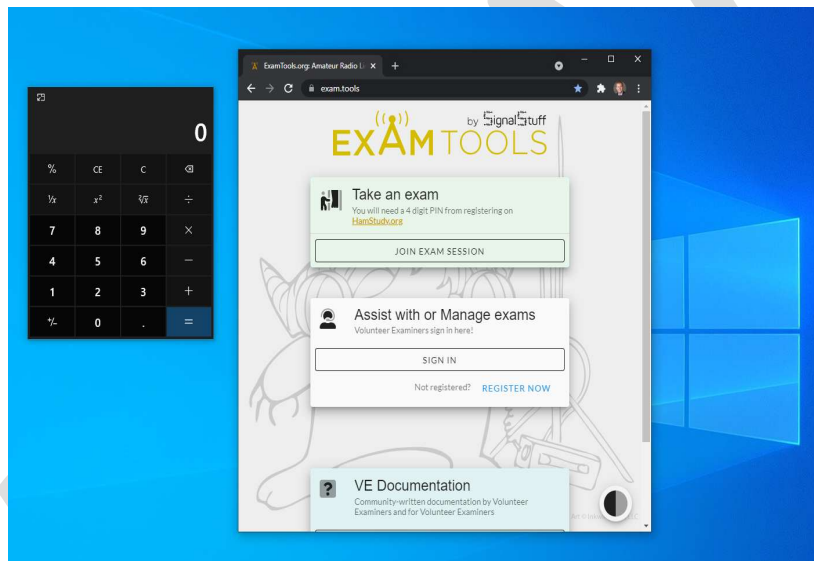 0
% CE C
¹/x x² ²√x ÷
7 8 9 ×
4 5 6 −
1 2 3 +
+/− 0 . =
ExamTools.org: Amateur Radio L
exam.tools
by SignalStuff
EXAMTOOLS
Take an exam
You will need a 4 digit PIN from registering on
HamStudy.org
JOIN EXAM SESSION
Assist with or Manage exams
Volunteer Examiners sign in here!
SIGN IN
Not registered? REGISTER NOW
? VE Documentation
Community-written documentation by Volunteer
Examiners and for Volunteer Examiners